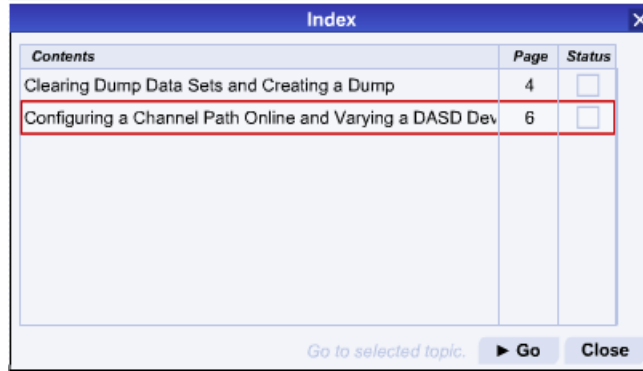 Index
Contents Page Status
Clearing Dump Data Sets and Creating a Dump 4
Configuring a Channel Path Online and Varying a DASD Dev 6
Go to selected topic. ► Go Close